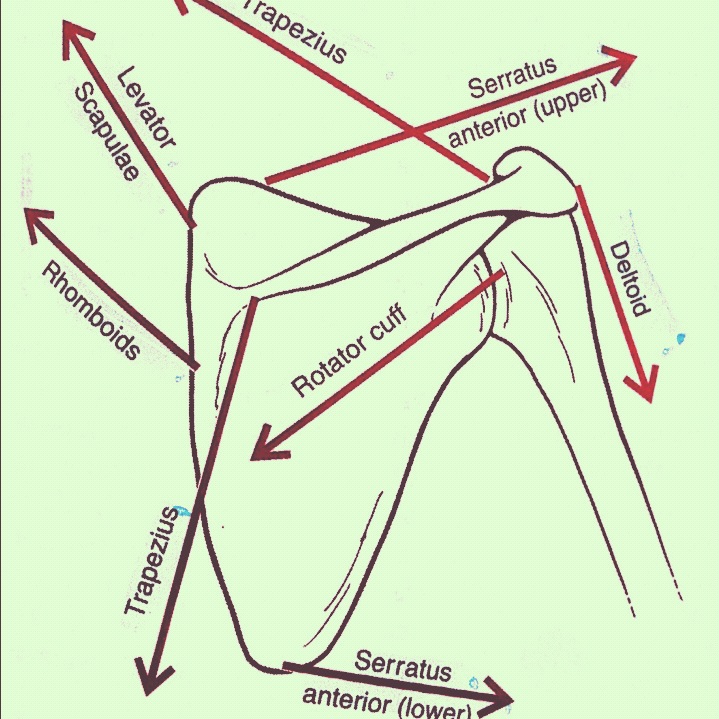 Trapezius
Serratus
anterior (upper)
Levator
Scapulae
Deltoid
Rhomboids
Rotator cuff
Trapezius
Serratus
anterior (lower)